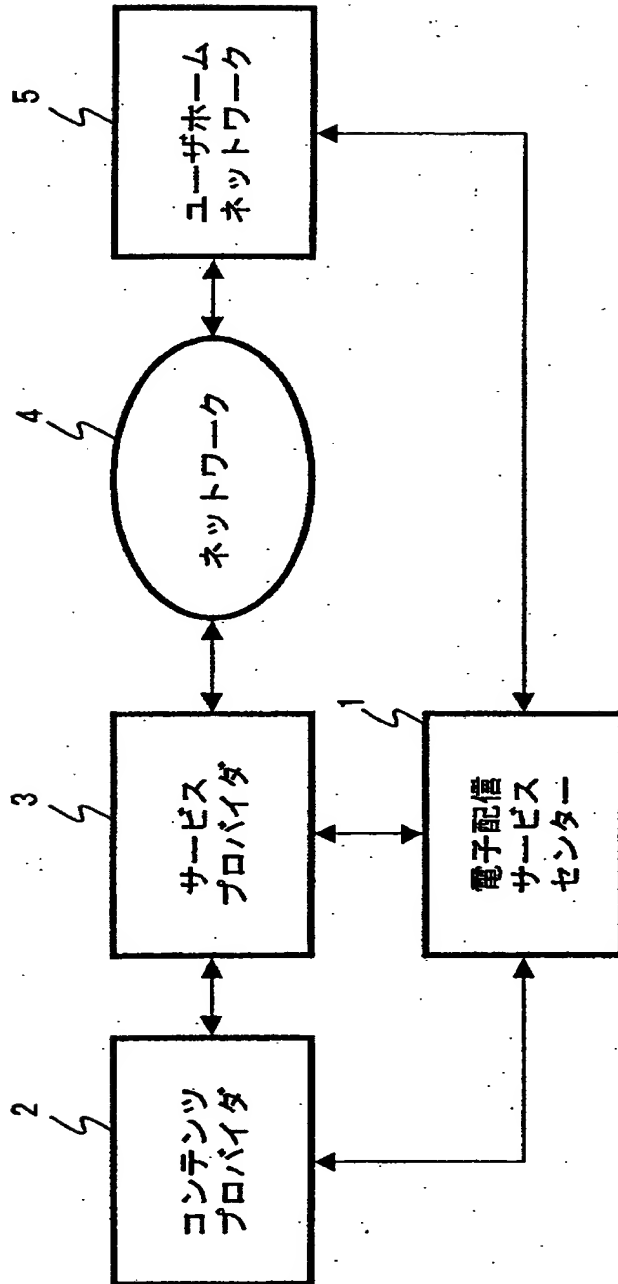 2
コンテンツ
プロバイダ
3
サービス
プロバイダ
4
ネットワーク
5
ユーザホーム
ネットワーク
1
電子配信
サービス
センター